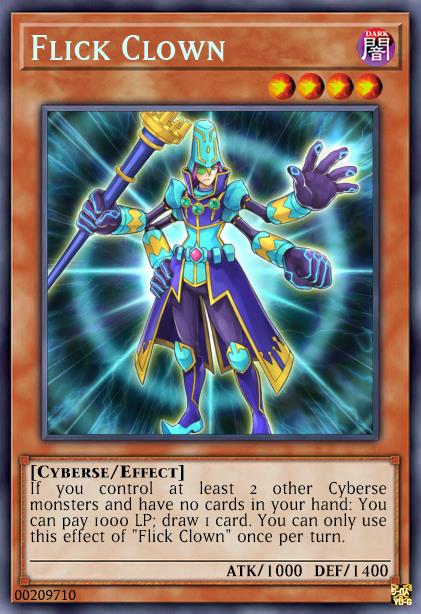 Flick Clown
DARK
闇
[Cyberse/Effect]
If you control at least 2 other Cyberse
monsters and have no cards in your hand: You
can pay 1000 LP; draw 1 card. You can only use
this effect of "Flick Clown" once per turn.
ATK/1000 DEF/1400
00209710